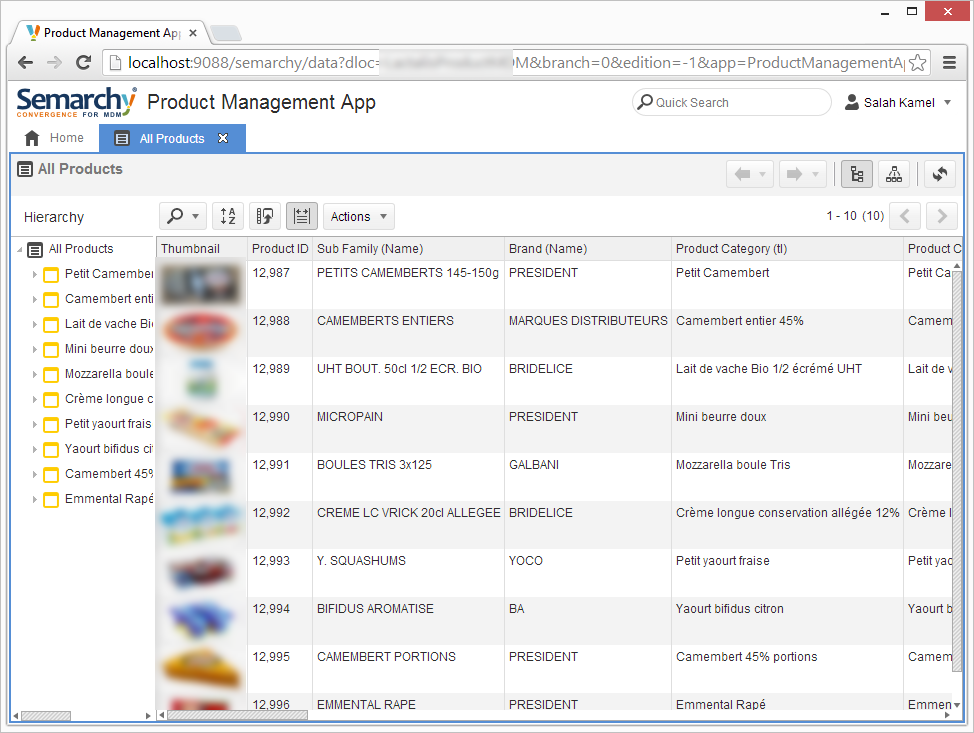 Product Management Ap
localhost:9088/semarchy/data?dloc= M&branch=0&edition=-1&app=ProductManagementAp
Semarchy Product Management App Quick Search Salah Kamel
CONVERGENCE FOR MDM
Home All Products
All Products
Hierarchy Actions 1 - 10 (10)
All Products Thumbnail Product ID Sub Family (Name) Brand (Name) Product Category (tl) Product C
Petit Camember 12,987 PETITS CAMEMBERTS 145-150g PRESIDENT Petit Camembert Petit Ca
Camembert enti 12,988 CAMEMBERTS ENTIERS MARQUES DISTRIBUTEURS Camembert entier 45% Camem
Lait de vache Bi 12,989 UHT BOUT. 50cl 1/2 ECR. BIO BRIDELICE Lait de vache Bio 1/2 écrémé UHT Lait de v
Mini beurre doux 12,990 MICROPAIN PRESIDENT Mini beurre doux Mini beu
Mozzarella boule 12,991 BOULES TRIS 3x125 GALBANI Mozzarella boule Tris Mozzare
Crème longue c 12,992 CREME LC VRICK 20cl ALLEGEE BRIDELICE Crème longue conservation allégée 12% Crème l
Petit yaourt frais 12,993 Y. SQUASHUMS YOCO Petit yaourt fraise Petit yao
Yaourt bifidus cit 12,994 BIFIDUS AROMATISE BA Yaourt bifidus citron Yaourt b
Camembert 45% 12,995 CAMEMBERT PORTIONS PRESIDENT Camembert 45% portions Camem
Emmental Rapé 12,996 EMMENTAL RAPE PRESIDENT Emmental Rapé Emmen